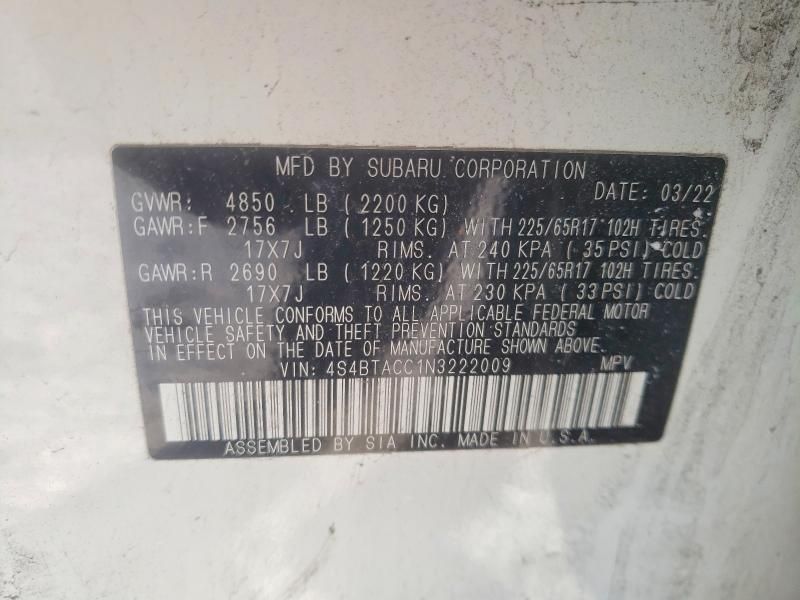 MFD BY SUBARU CORPORATION
DATE: 03/22
GVWR: 4850 LB ( 2200 KG)
GAWR:F 2756 LB ( 1250 KG) WITH 225/65R17 102H TIRES.
17X7J RIMS. AT 240 KPA ( 35 PSI) COLD
GAWR:R 2690 LB ( 1220 KG) WITH 225/65R17 102H TIRES.
17X7J RIMS. AT 230 KPA ( 33 PSI) COLD
THIS VEHICLE CONFORMS TO ALL APPLICABLE FEDERAL MOTOR
VEHICLE SAFETY AND THEFT PREVENTION STANDARDS
IN EFFECT ON THE DATE OF MANUFACTURE SHOWN ABOVE.
VIN: 4S4BTACC1N3222009 MPV
ASSEMBLED BY SIA INC. MADE IN U.S.A.